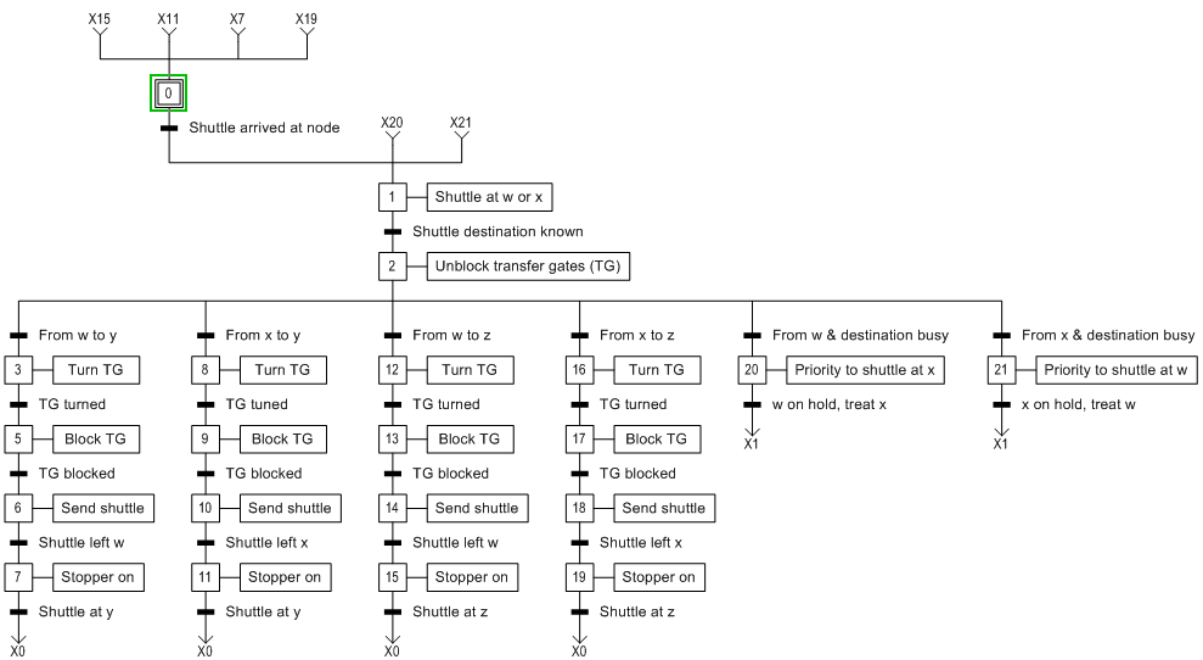 X15 X11 X7 X19
0
Shuttle arrived at node X20 X21
1 Shuttle at w or x
Shuttle destination known
2 Unblock transfer gates (TG)
From w to y From x to y From w to z From x to z From w & destination busy From x & destination busy
3 Turn TG 8 Turn TG 12 Turn TG 16 Turn TG 20 Priority to shuttle at x 21 Priority to shuttle at w
TG turned TG tuned TG turned TG turned w on hold, treat x x on hold, treat w
5 Block TG 9 Block TG 13 Block TG 17 Block TG X1 X1
TG blocked TG blocked TG blocked TG blocked
6 Send shuttle 10 Send shuttle 14 Send shuttle 18 Send shuttle
Shuttle left w Shuttle left x Shuttle left w Shuttle left x
7 Stopper on 11 Stopper on 15 Stopper on 19 Stopper on
Shuttle at y Shuttle at y Shuttle at z Shuttle at z
X0 X0 X0 X0